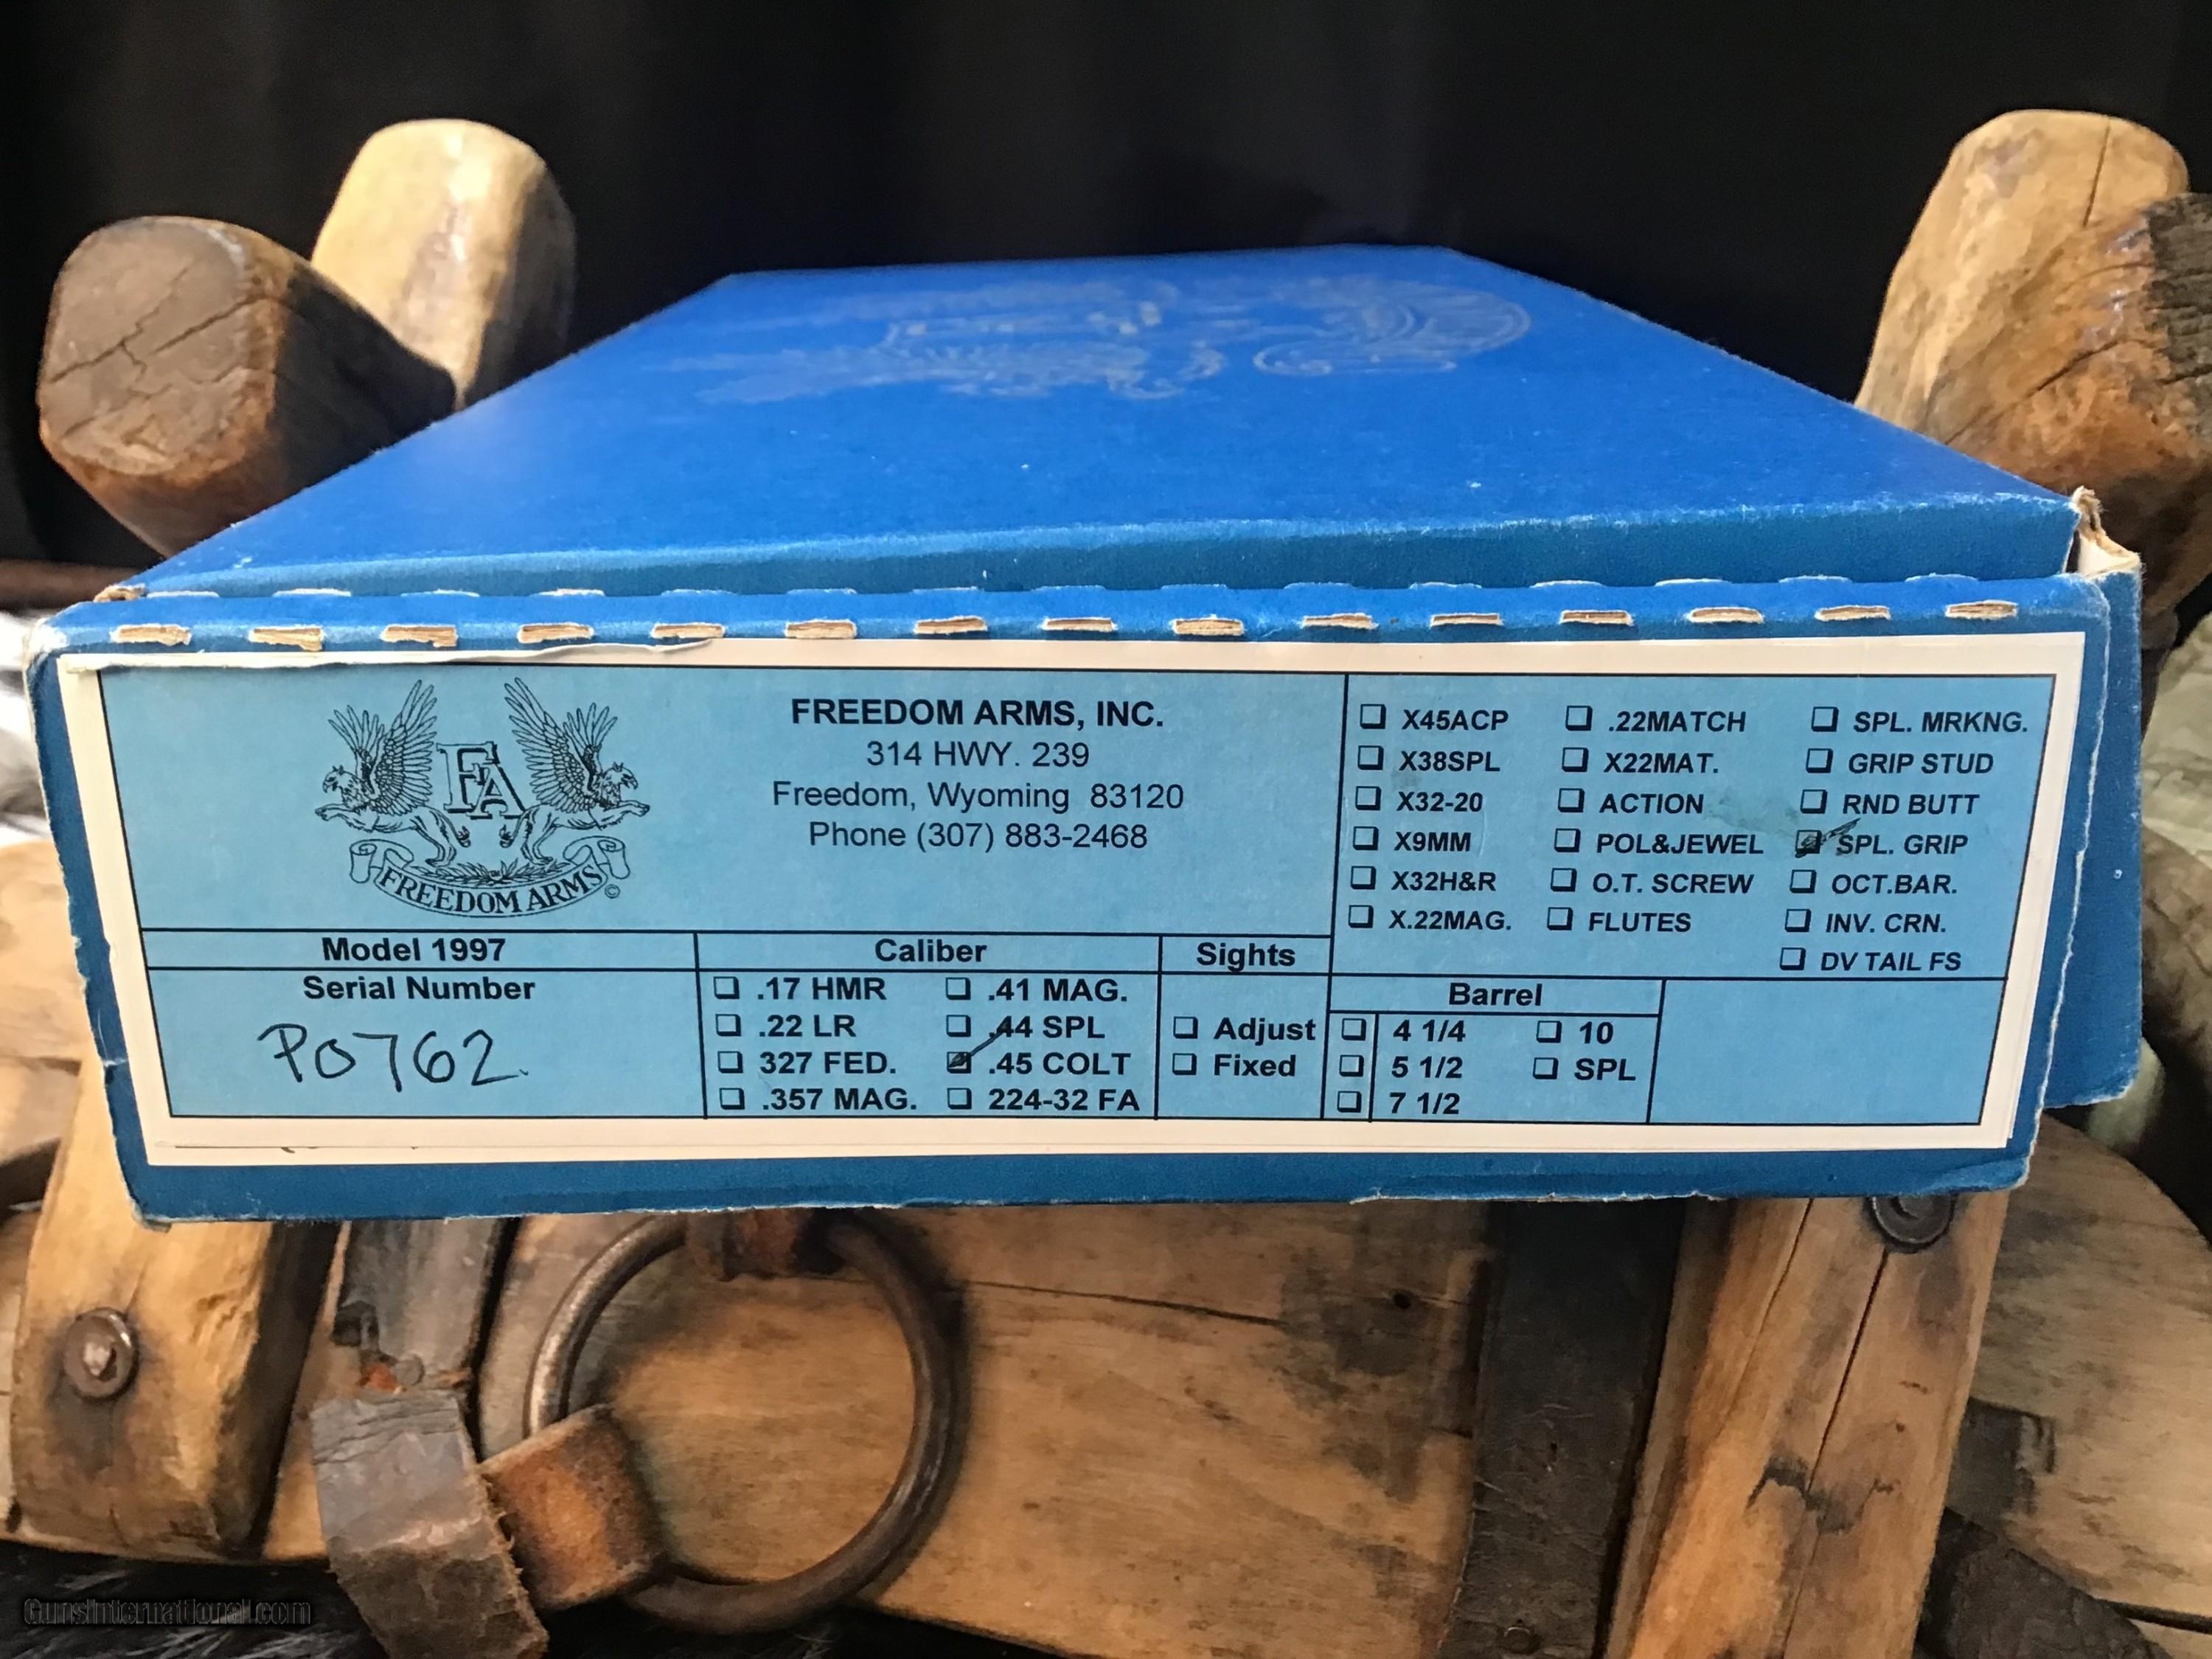 FA
FREEDOM ARMS ©
FREEDOM ARMS, INC.
314 HWY. 239
Freedom, Wyoming 83120
Phone (307) 883-2468
❑ X45ACP ❑ .22MATCH ❑ SPL. MRKNG.
❑ X38SPL ❑ X22MAT. ❑ GRIP STUD
❑ X32-20 ❑ ACTION ❑ RND BUTT
❑ X9MM ❑ POL&JEWEL ☑ SPL. GRIP
❑ X32H&R ❑ O.T. SCREW ❑ OCT.BAR.
❑ X.22MAG. ❑ FLUTES ❑ INV. CRN.
❑ DV TAIL FS
Model 1997
Serial Number
P0762
Caliber
❑ .17 HMR ❑ .41 MAG.
❑ .22 LR ❑ .44 SPL
❑ 327 FED. ☑ .45 COLT
❑ .357 MAG. ❑ 224-32 FA
Sights
❑ Adjust
❑ Fixed
Barrel
❑ 4 1/4 ❑ 10
❑ 5 1/2 ❑ SPL
❑ 7 1/2
GunsInternational.com